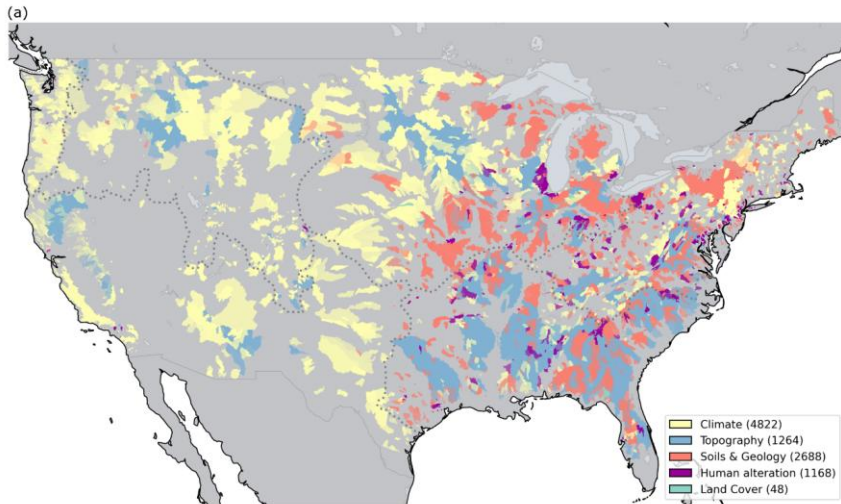 (a)
Climate (4822)
Topography (1264)
Soils & Geology (2688)
Human alteration (1168)
Land Cover (48)